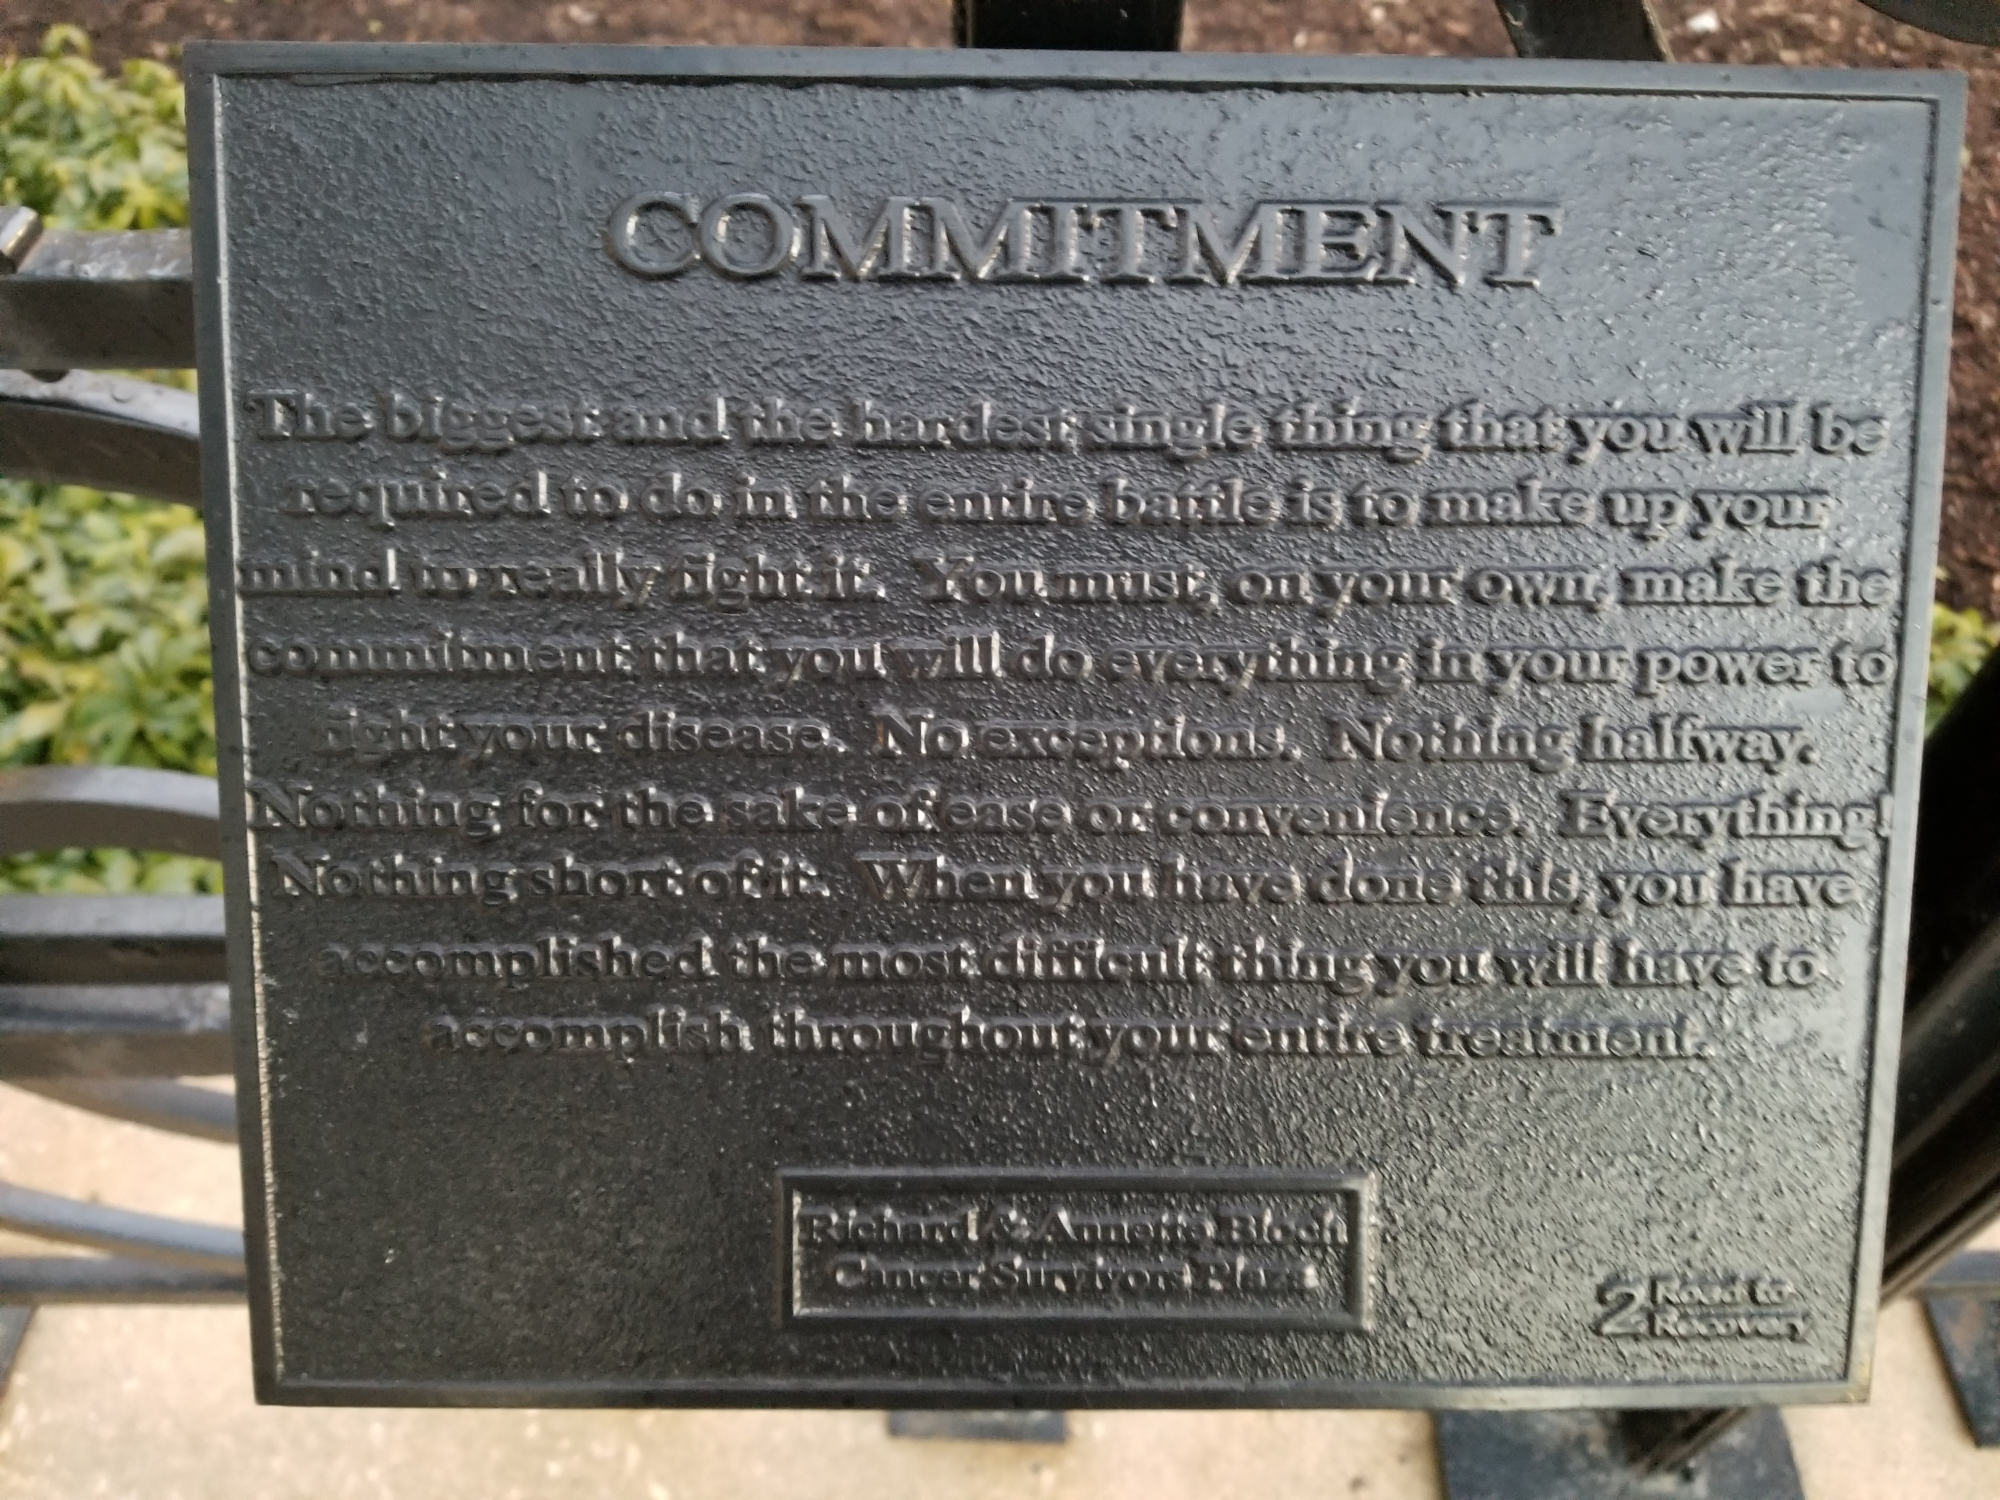 COMMITMENT
The biggest and the hardest single thing that you will be
required to do in the entire battle is to make up your
mind to really fight it. You must, on your own, make the
commitment that you will do everything in your power to
fight your disease. No exceptions. Nothing halfway.
Nothing for the sake of ease or convenience. Everything!
Nothing short of it. When you have done this, you have
accomplished the most difficult thing you will have to
accomplish throughout your entire treatment.
Richard & Annette Bloch
Cancer Survivors Plaza
2 Road to
Recovery